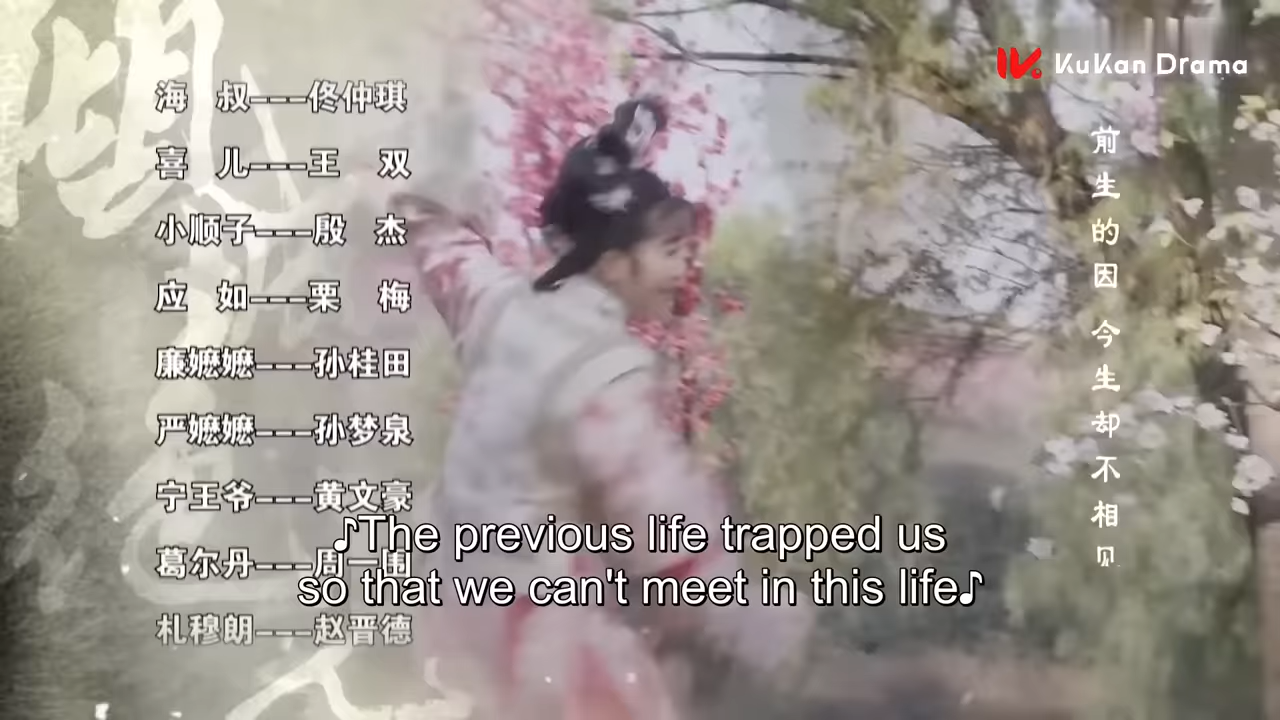 KuKan Drama
海 叔---佟仲琪
喜 儿---王 双
小顺子---殷 杰
应 如---栗 梅
廉嬷嬷---孙桂田
严嬷嬷---孙梦泉
宁王爷---黄文豪
葛尔丹---周一围
札穆朗---赵晋德
前生的因 今生却不相见
♪The previous life trapped us
so that we can't meet in this life♪